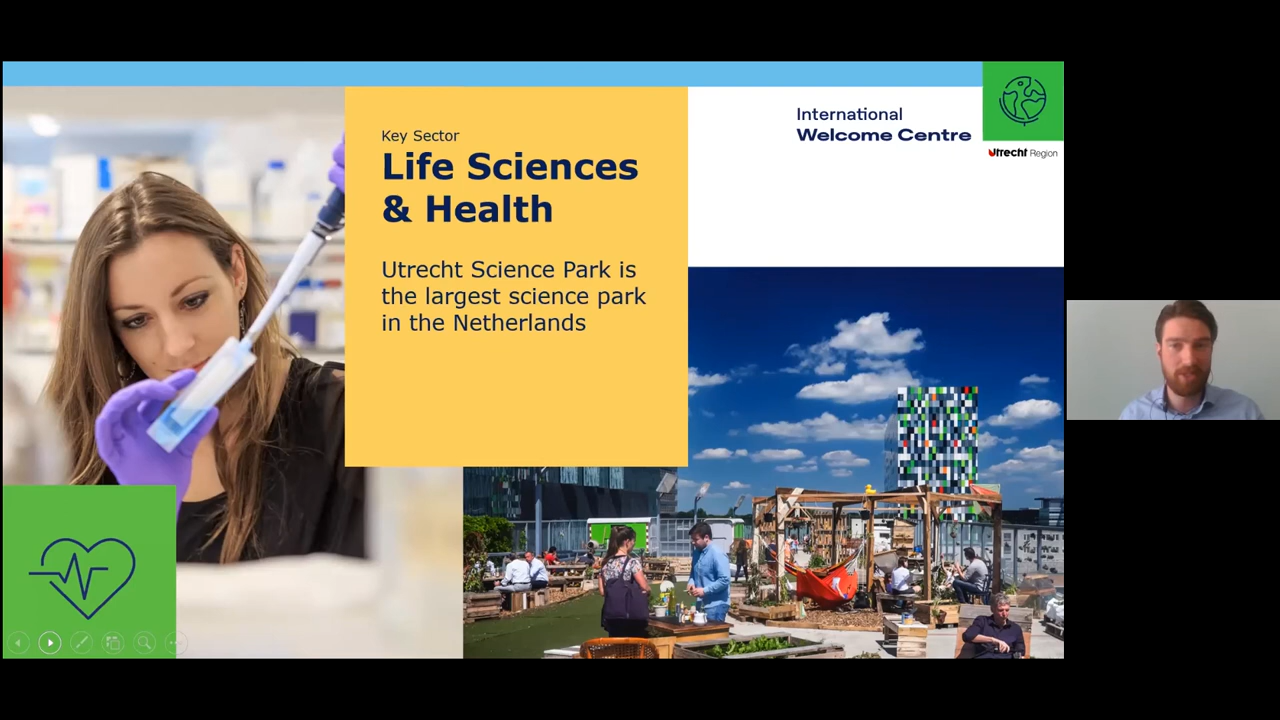 Key Sector
Life Sciences
& Health
Utrecht Science Park is
the largest science park
in the Netherlands
International
Welcome Centre
Utrecht Region